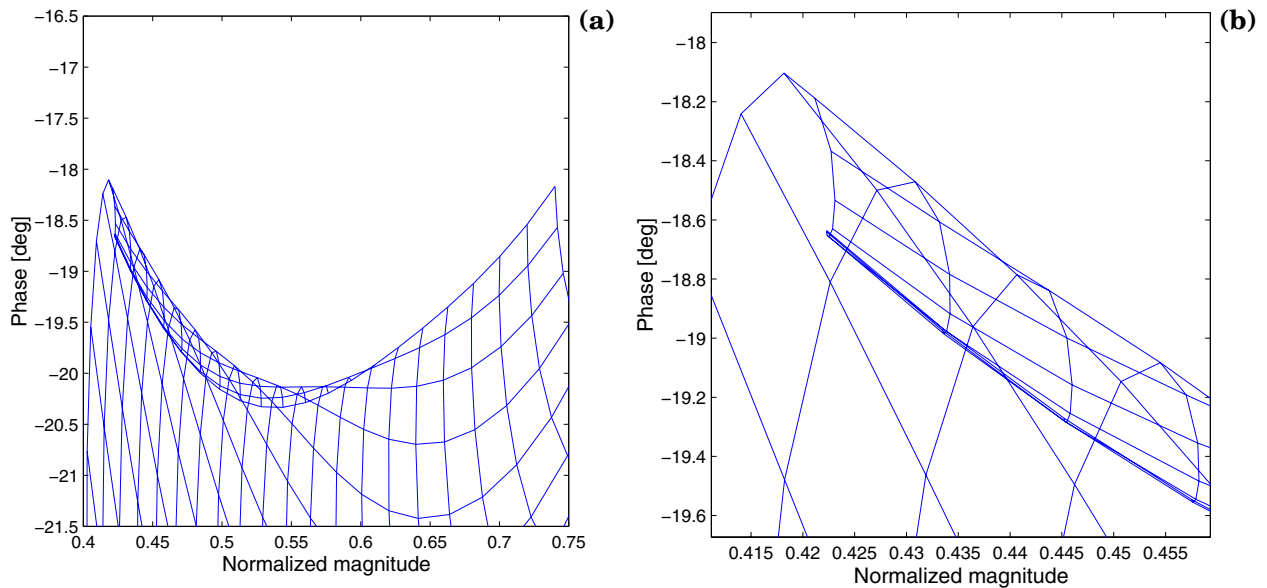 (a)
Phase [deg]
−16.5
−17
−17.5
−18
−18.5
−19
−19.5
−20
−20.5
−21
−21.5
0.4 0.45 0.5 0.55 0.6 0.65 0.7 0.75
Normalized magnitude
(b)
Phase [deg]
−18
−18.2
−18.4
−18.6
−18.8
−19
−19.2
−19.4
−19.6
0.415 0.42 0.425 0.43 0.435 0.44 0.445 0.45 0.455
Normalized magnitude